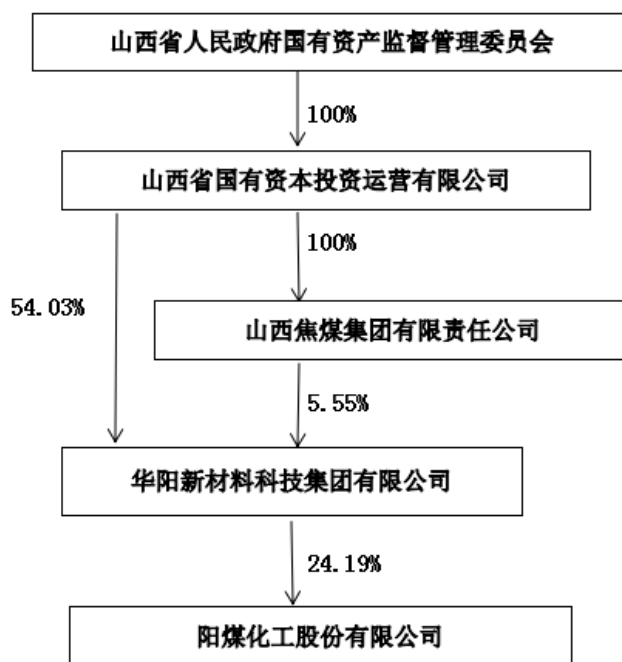 山西省人民政府国有资产监督管理委员会
100%
山西省国有资本投资运营有限公司
100%
54.03%
山西焦煤集团有限责任公司
5.55%
华阳新材料科技集团有限公司
24.19%
阳煤化工股份有限公司